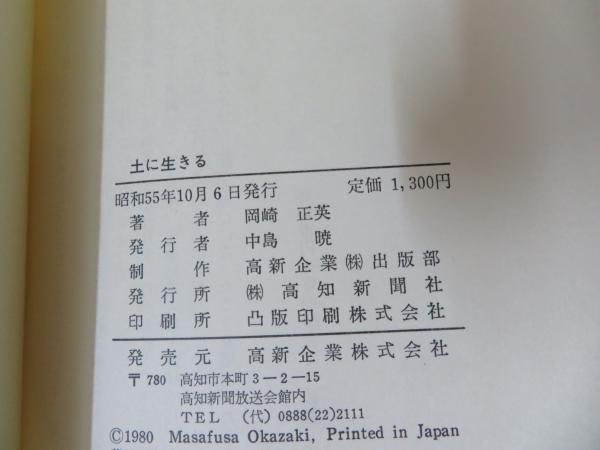 土に生きる
昭和55年10月6日発行 定価 1,300円
著者 岡崎 正英
発行者 中島 暁
制作 高新企業㈱出版部
発行所 ㈱高知新聞社
印刷所 凸版印刷株式会社
発売元 高新企業株式会社
〒780 高知市本町3-2-15
高知新聞放送会館内
TEL (代) 0888(22)2111
©1980 Masafusa Okazaki, Printed in Japan